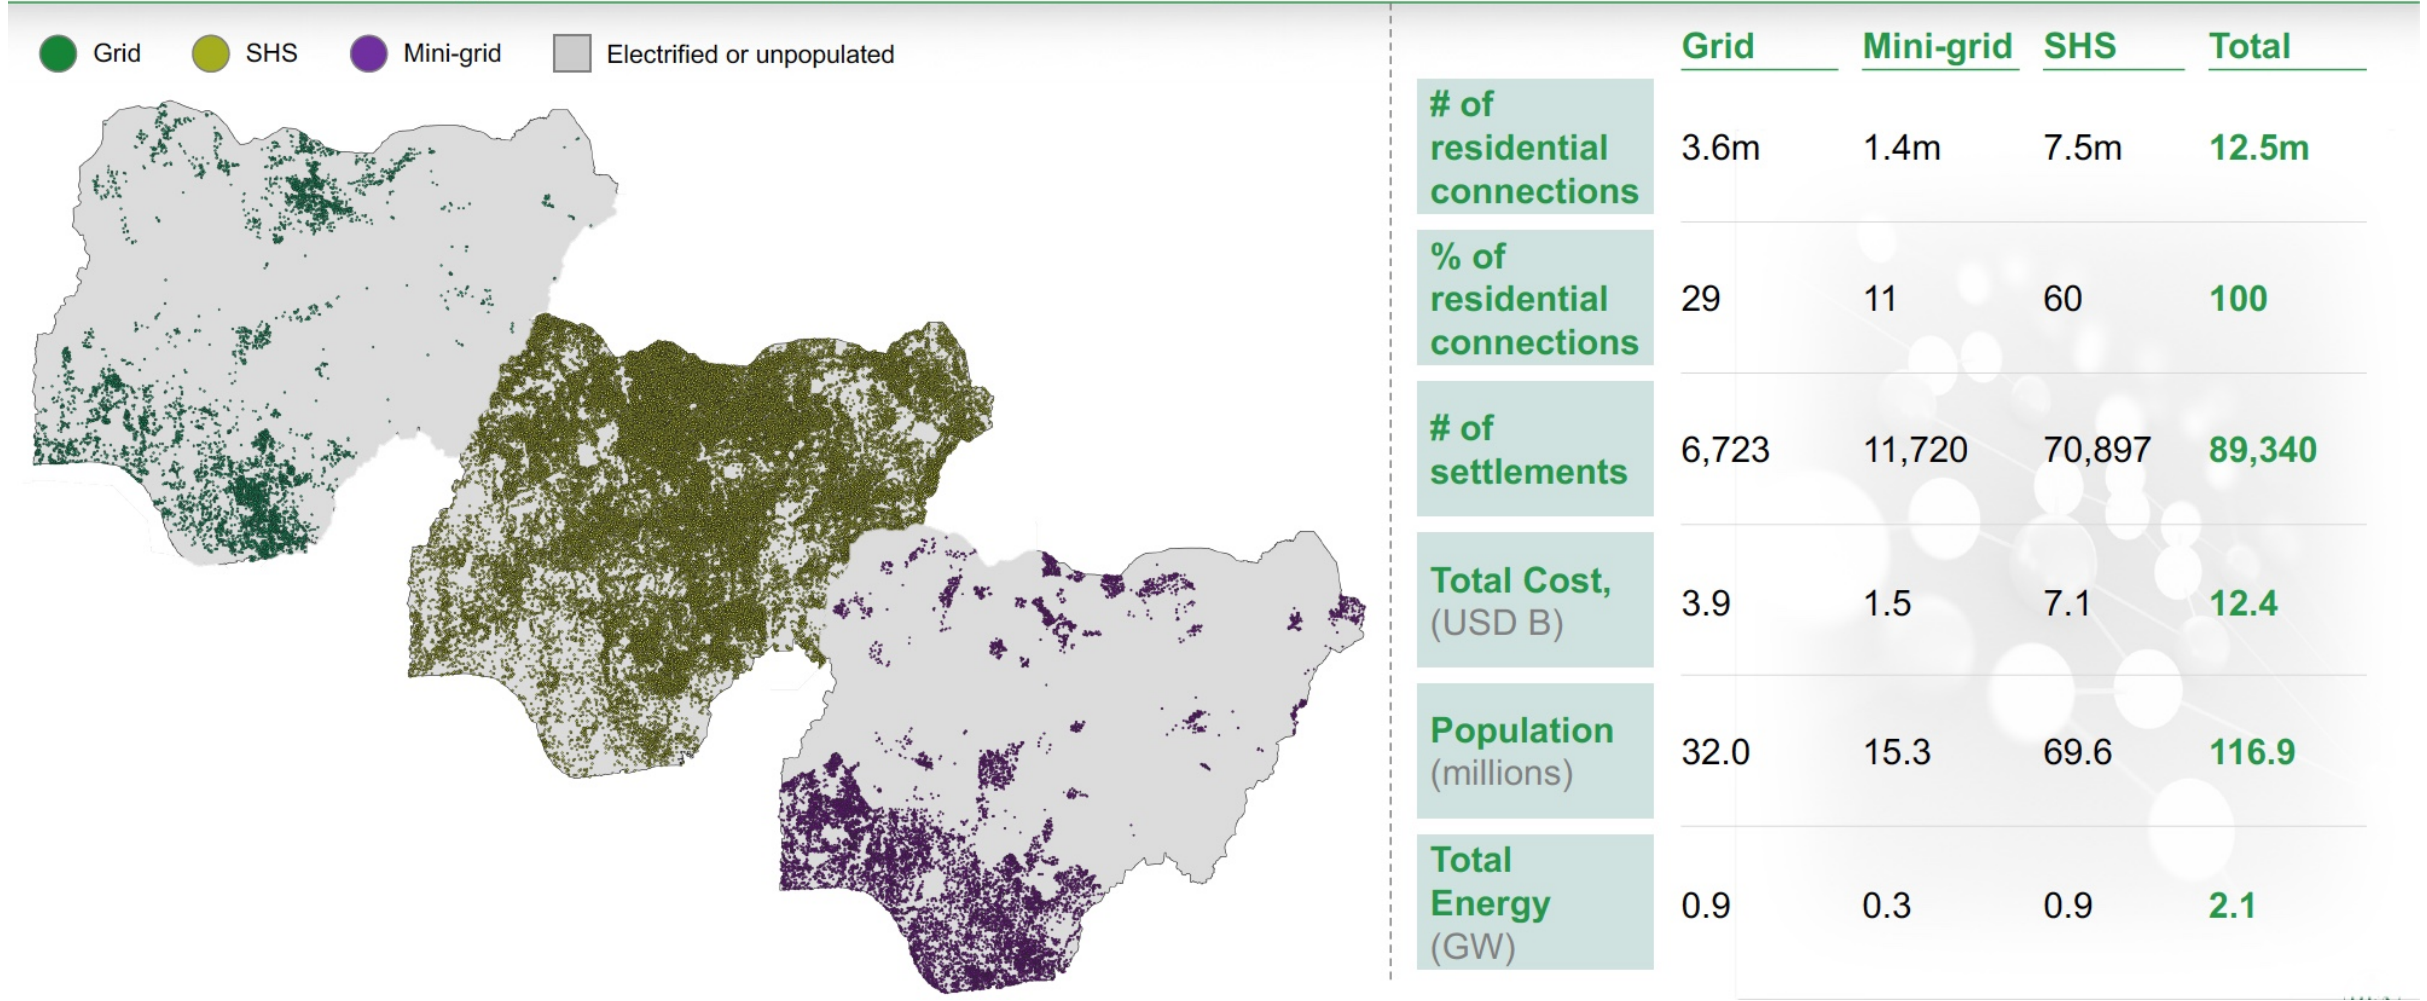 Grid
SHS
Mini-grid
Electrified or unpopulated
Grid Mini-grid SHS Total
# of
residential
connections
3.6m 1.4m 7.5m 12.5m
% of
residential
connections
29 11 60 100
# of
settlements
6,723 11,720 70,897 89,340
Total Cost,
(USD B)
3.9 1.5 7.1 12.4
Population
(millions)
32.0 15.3 69.6 116.9
Total
Energy
(GW)
0.9 0.3 0.9 2.1